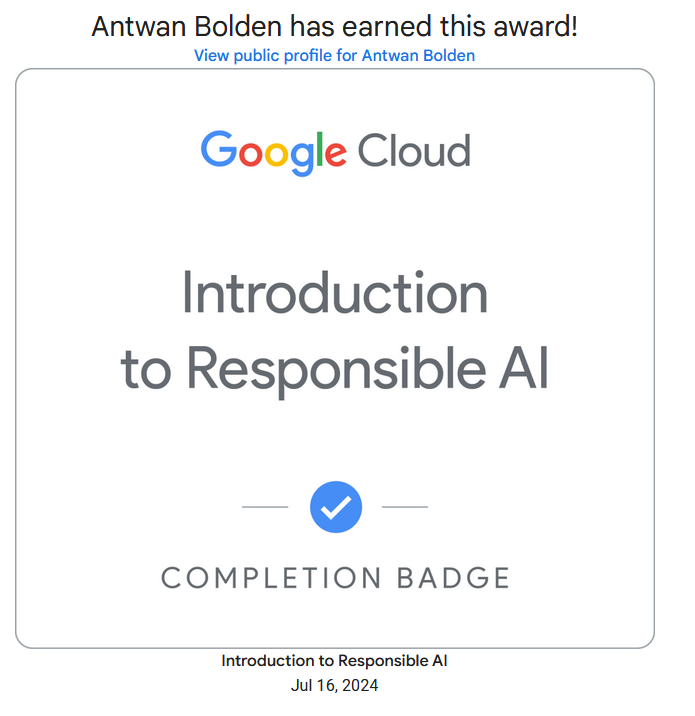 Antwan Bolden has earned this award!
View public profile for Antwan Bolden
Google Cloud
Introduction
to Responsible AI
COMPLETION BADGE
Introduction to Responsible AI
Jul 16, 2024